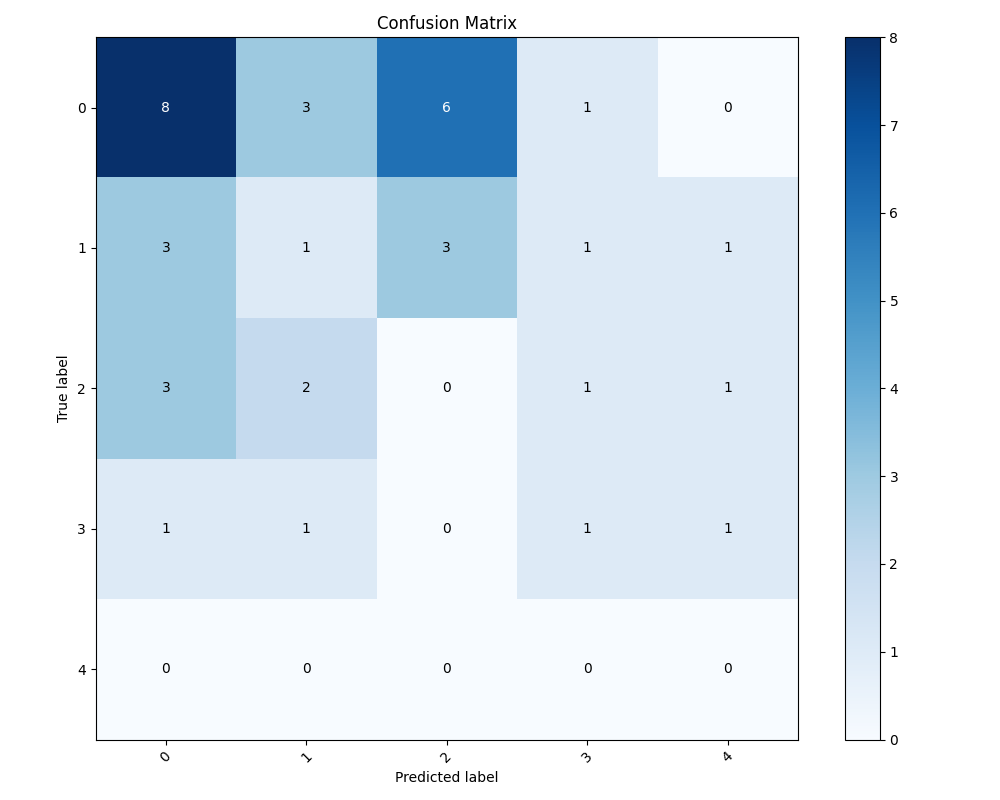 Confusion Matrix
0 8 3 6 1 0
1 3 1 3 1 1
2 3 2 0 1 1
3 1 1 0 1 1
4 0 0 0 0 0
0 1 2 3 4
True label
Predicted label
8
7
6
5
4
3
2
1
0